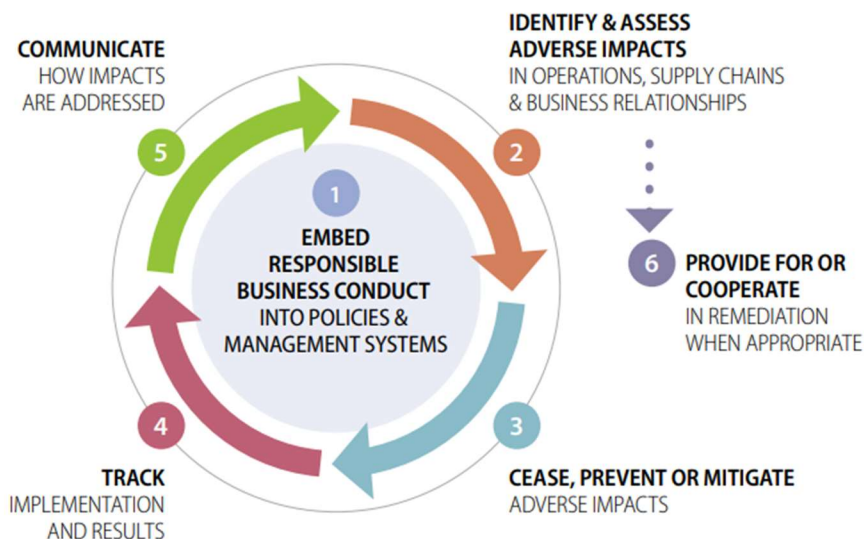 COMMUNICATE
HOW IMPACTS
ARE ADDRESSED
5
IDENTIFY & ASSESS
ADVERSE IMPACTS
IN OPERATIONS, SUPPLY CHAINS
& BUSINESS RELATIONSHIPS
2
1
EMBED
RESPONSIBLE
BUSINESS CONDUCT
INTO POLICIES &
MANAGEMENT SYSTEMS
6
PROVIDE FOR OR
COOPERATE
IN REMEDIATION
WHEN APPROPRIATE
4
TRACK
IMPLEMENTATION
AND RESULTS
3
CEASE, PREVENT OR MITIGATE
ADVERSE IMPACTS